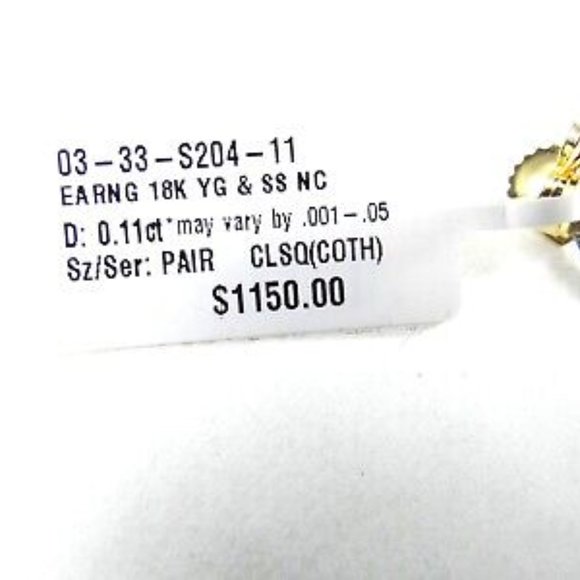 03-33-S204-11
EARNG 18K YG & SS NC
D: 0.11ct*may vary by .001-.05
Sz/Ser: PAIR CLSQ(COTH)
$1150.00